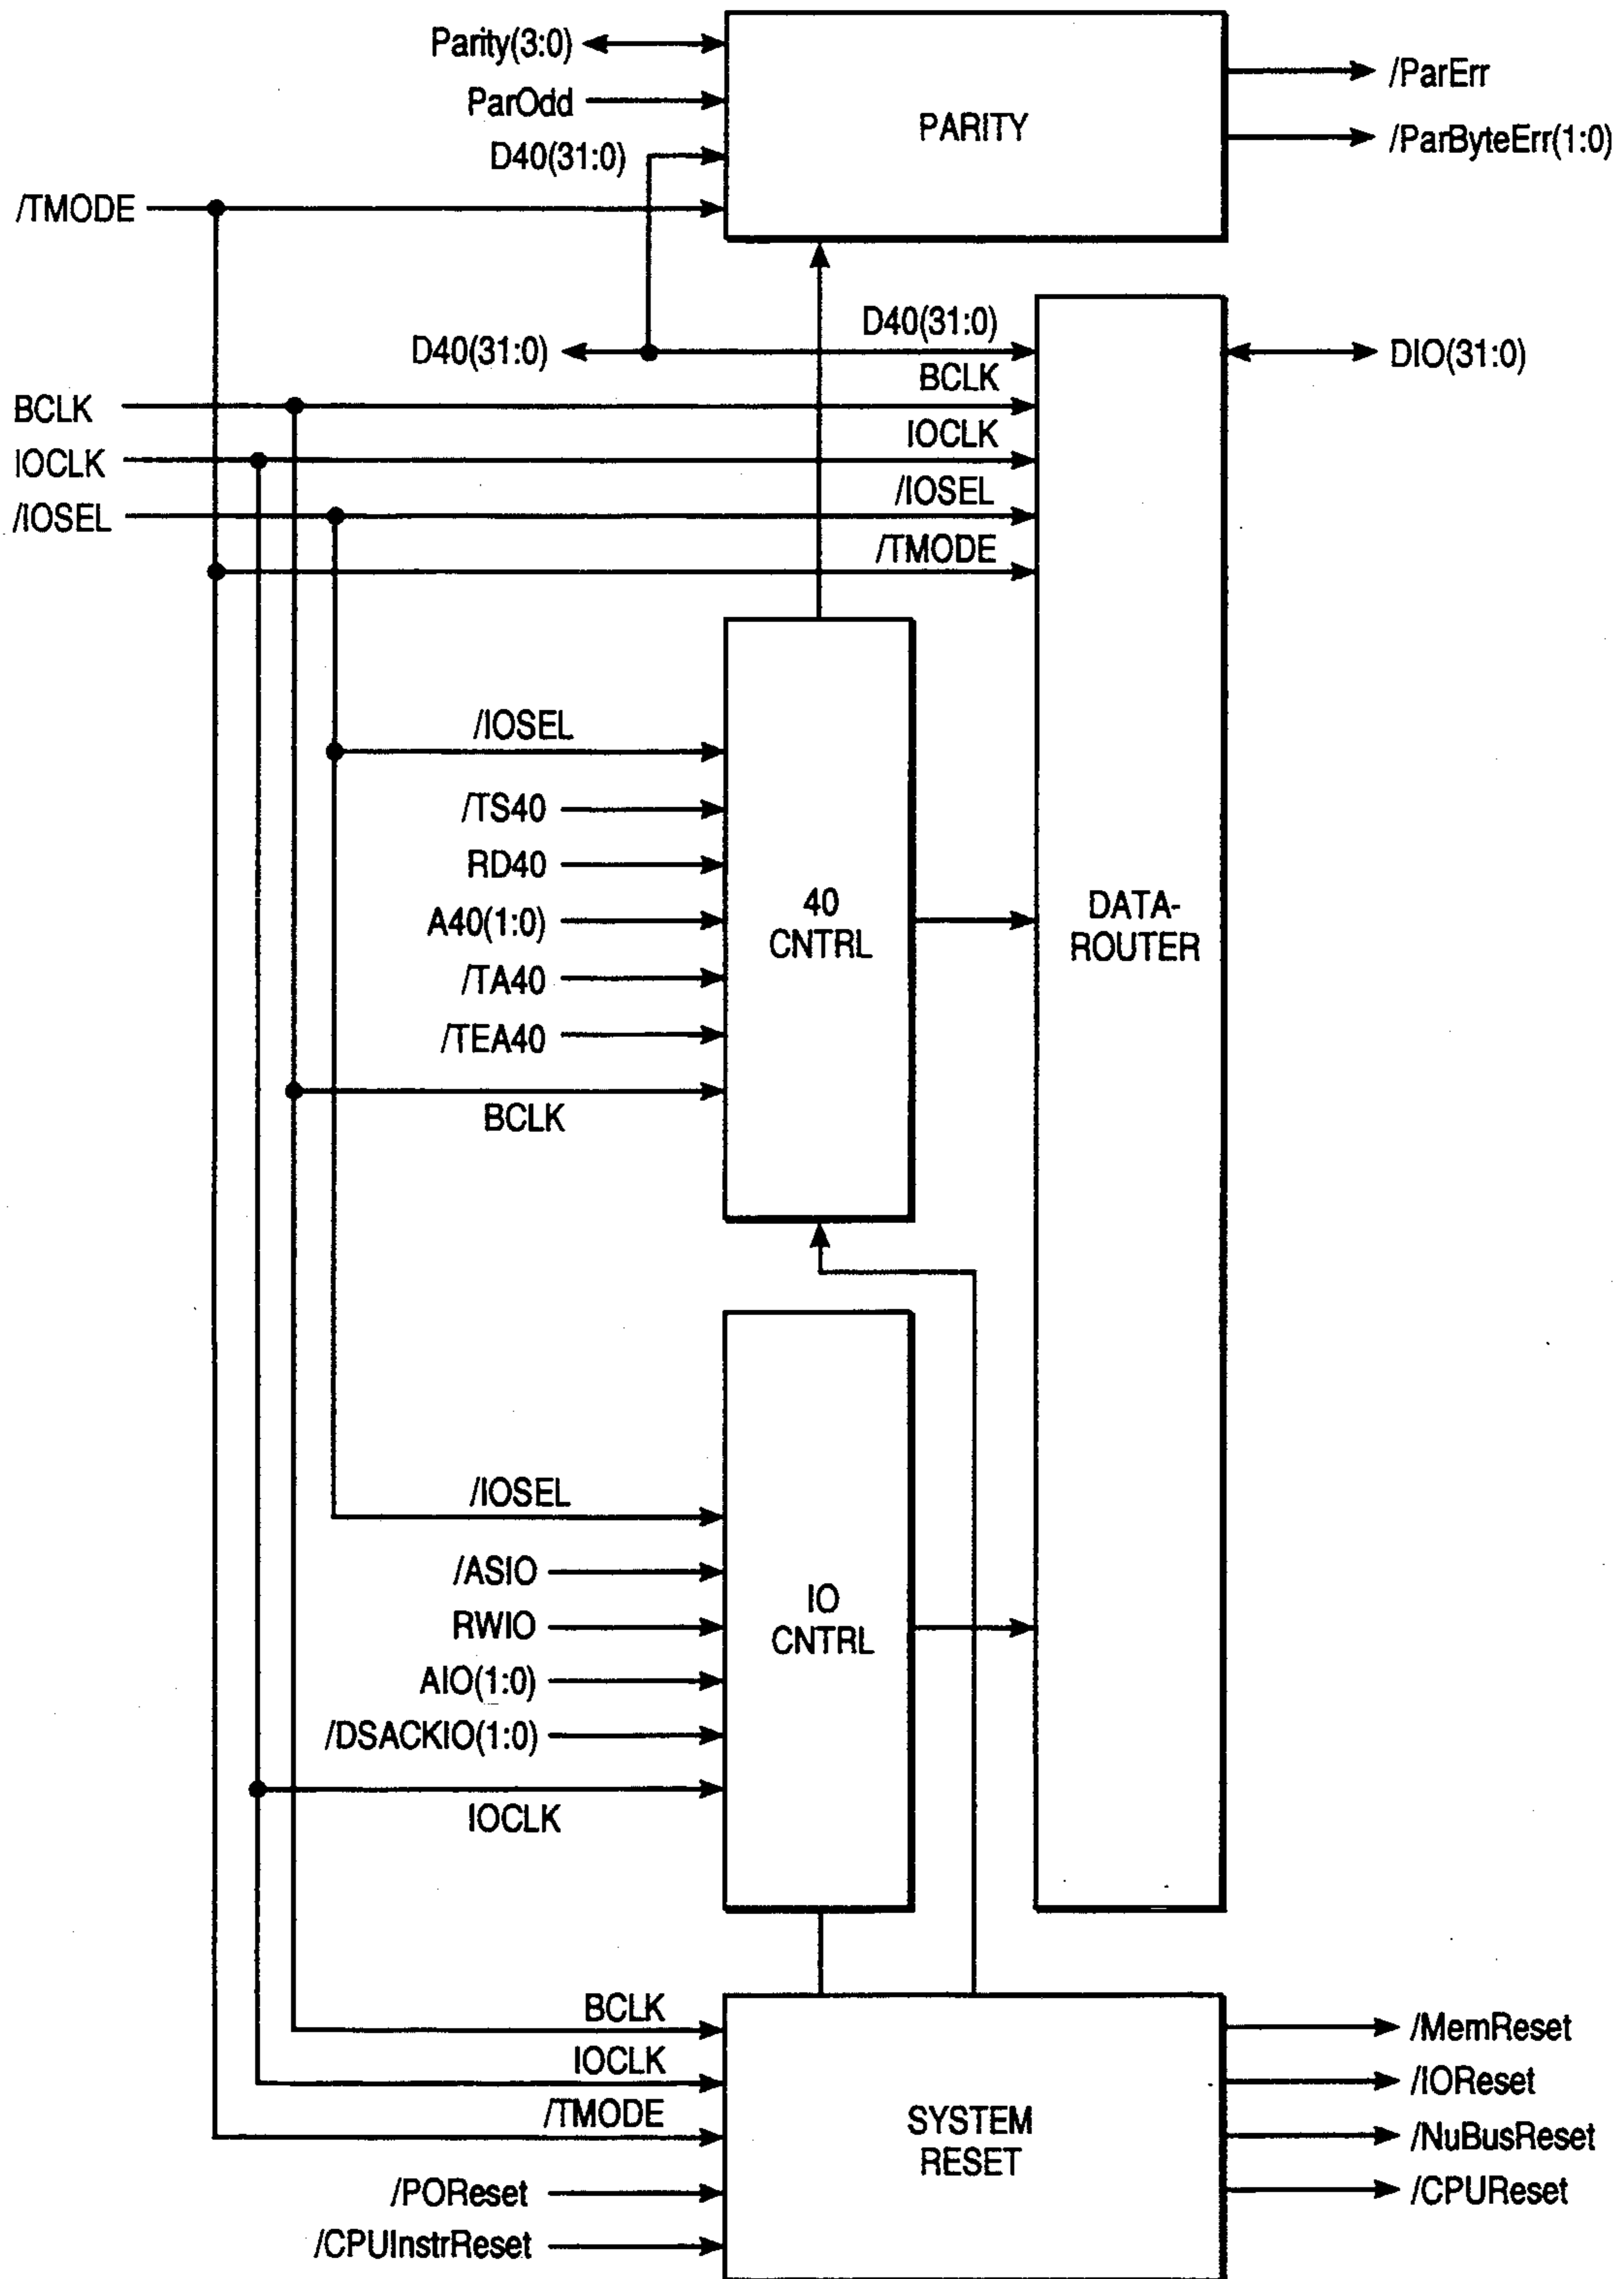 Parity(3:0)
ParOdd
D40(31:0)
/TMODE
PARITY
/ParErr
/ParByteErr(1:0)
D40(31:0)
D40(31:0)
DIO(31:0)
BCLK
BCLK
IOCLK
IOCLK
/IOSEL
/IOSEL
/TMODE
/IOSEL
/TS40
RD40
A40(1:0)
/TA40
/TEA40
BCLK
40
CNTRL
DATA-
ROUTER
/IOSEL
/ASIO
RWIO
AIO(1:0)
/DSACKIO(1:0)
IOCLK
IO
CNTRL
BCLK
IOCLK
/TMODE
/POReset
/CPUInstrReset
SYSTEM
RESET
/MemReset
/IOReset
/NuBusReset
/CPUReset